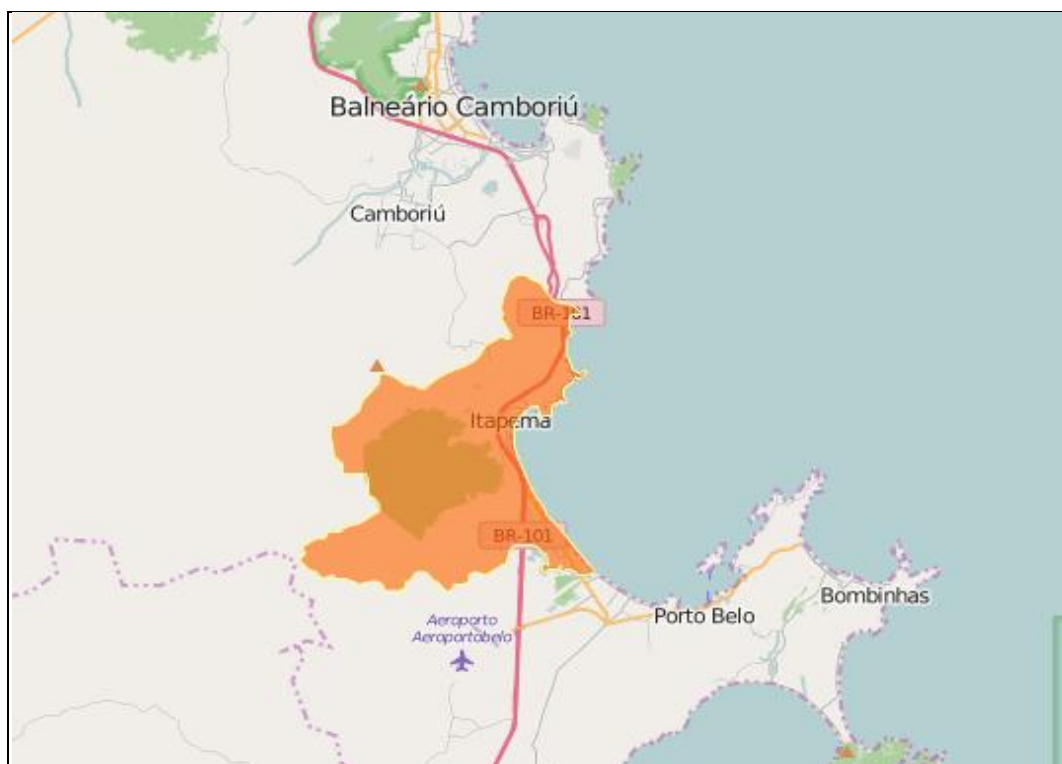 Balneário Camboriú
Camboriú
BR-101
Itapema
BR-101
Bombinhas
Porto Belo
Aeroporto
Aeroportobelo